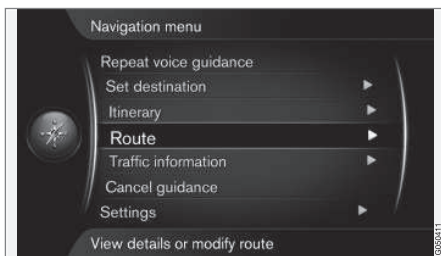 Navigation menu
Repeat voice guidance
Set destination
Itinerary
Route
Traffic information
Cancel guidance
Settings
View details or modify route
G050411